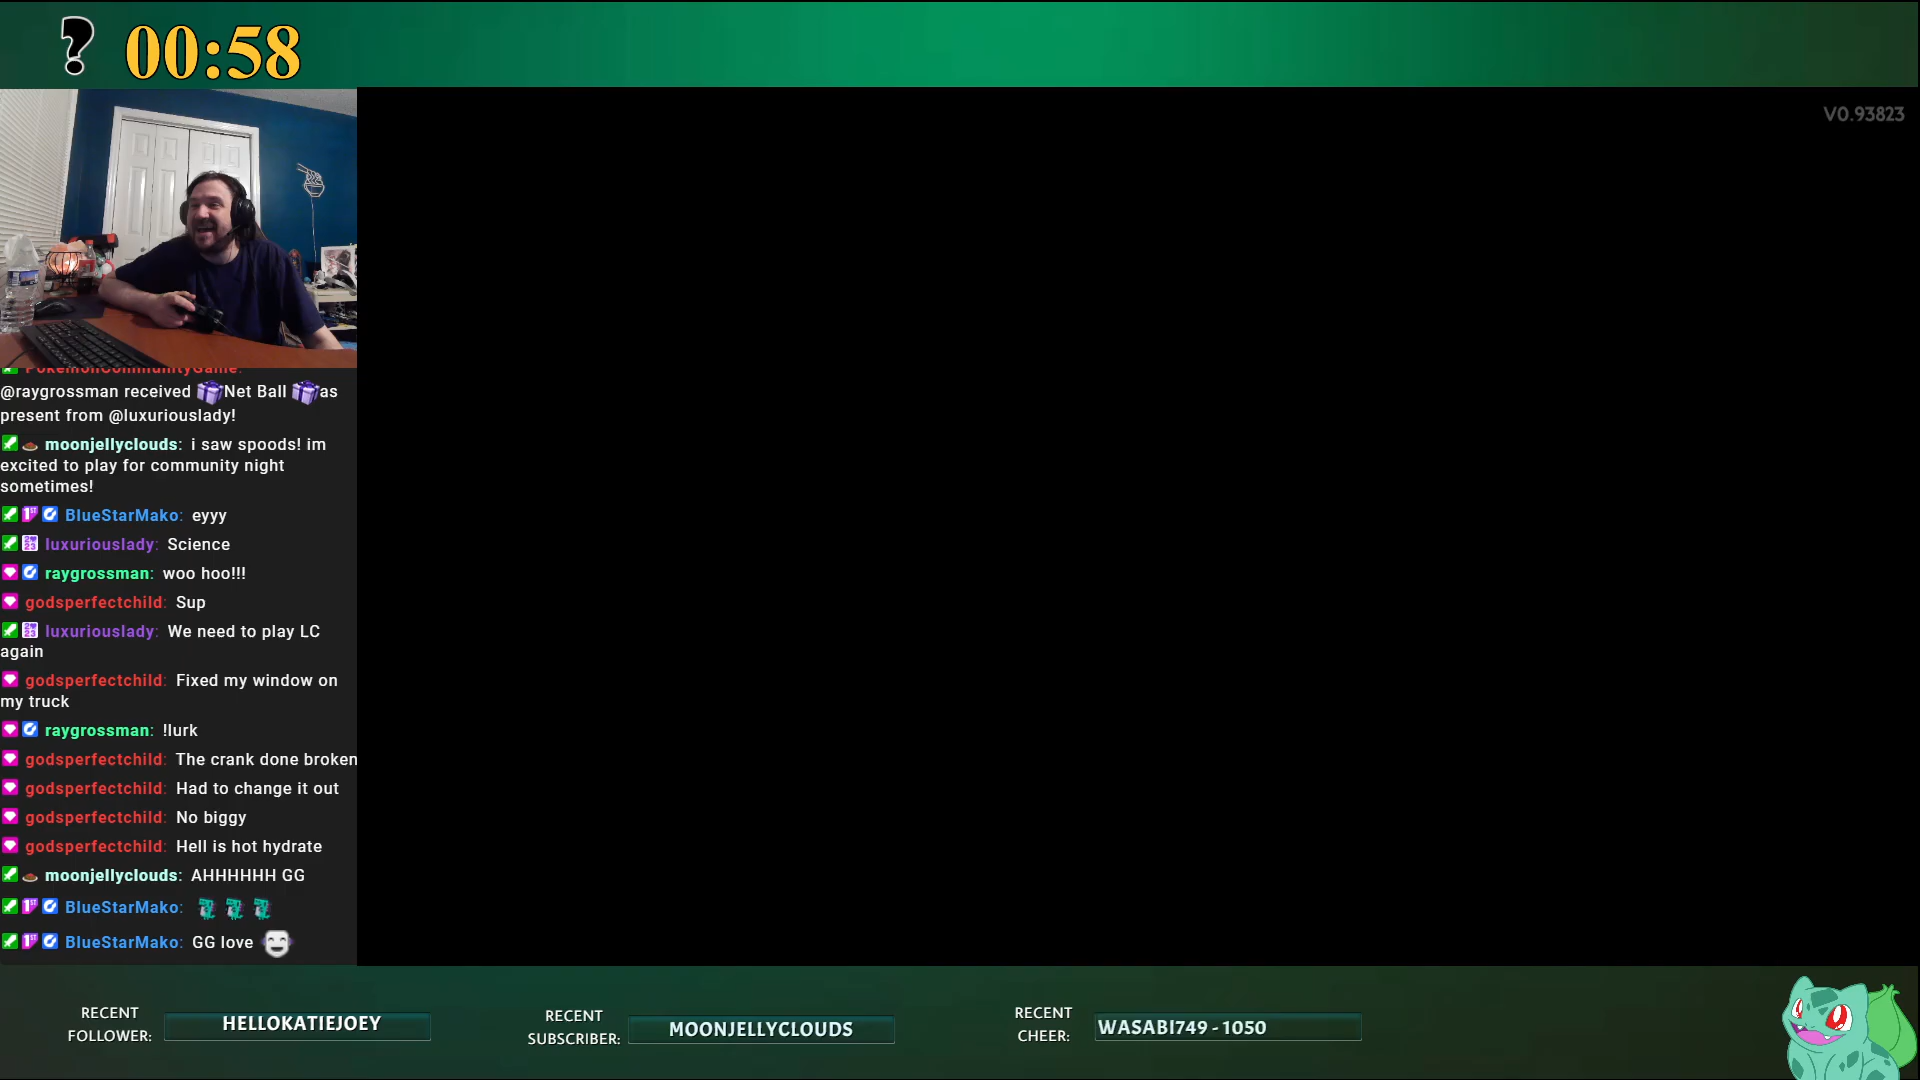 00:58
V0.93823
PokemonCommunityGame:
@raygrossman received Net Ball as
present from @luxuriouslady!
moonjellyclouds: i saw spoods! im
excited to play for community night
sometimes!
BlueStarMako: eyyy
luxuriouslady: Science
raygrossman: woo hoo!!!
godsperfectchild: Sup
luxuriouslady: We need to play LC
again
godsperfectchild: Fixed my window on
my truck
raygrossman: !lurk
godsperfectchild: The crank done broken
godsperfectchild: Had to change it out
godsperfectchild: No biggy
godsperfectchild: Hell is hot hydrate
moonjellyclouds: AHHHHHH GG
BlueStarMako:
BlueStarMako: GG love
RECENT
FOLLOWER:
HELLOKATIEJOEY
RECENT
SUBSCRIBER:
MOONJELLYCLOUDS
RECENT
CHEER:
WASABI749 - 1050